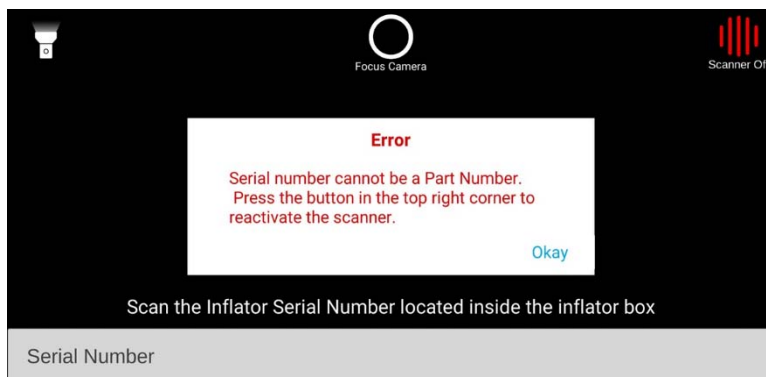 Focus Camera
Scanner Of
Error
Serial number cannot be a Part Number.
Press the button in the top right corner to
reactivate the scanner.
Okay
Scan the Inflator Serial Number located inside the inflator box
Serial Number